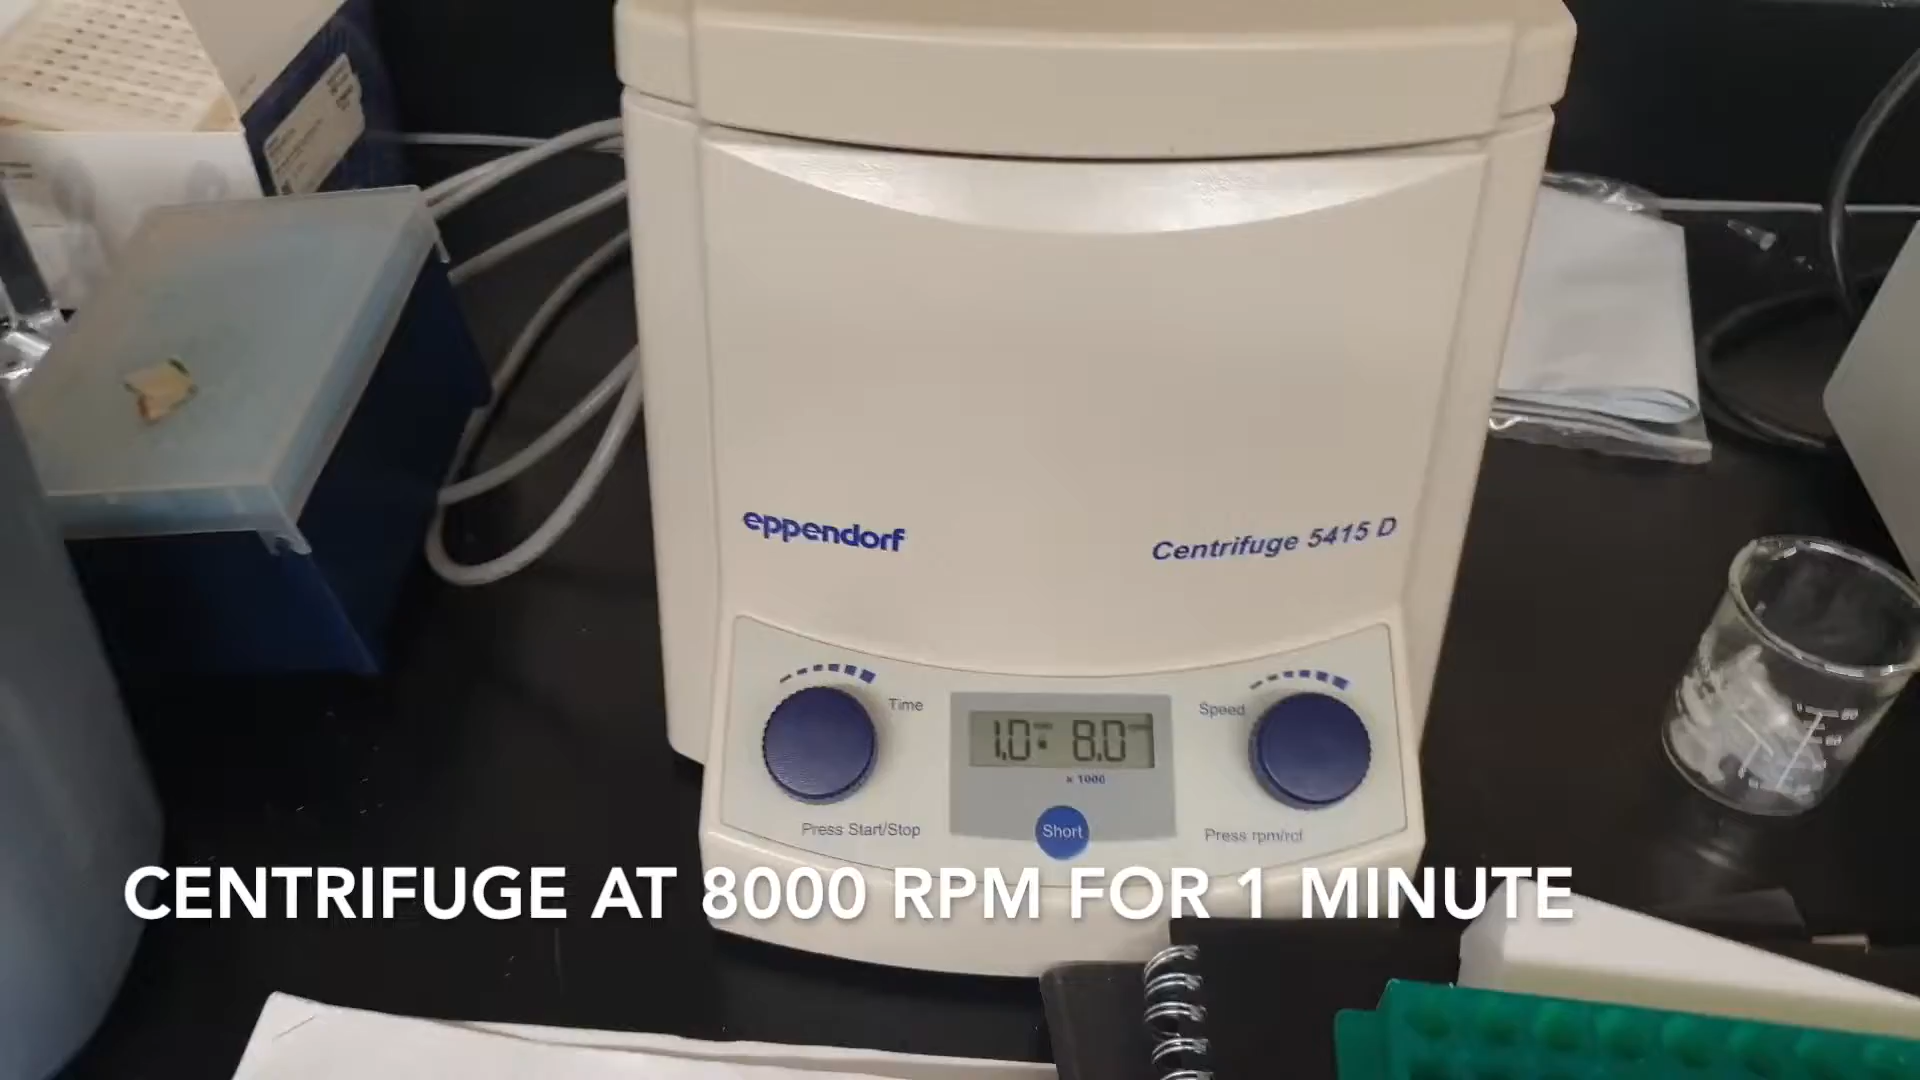 eppendorf
Centrifuge 5415 D
Time
Speed
1.0 8.0
x 1000
Short
Press Start/Stop
Press rpm/rcf
CENTRIFUGE AT 8000 RPM FOR 1 MINUTE